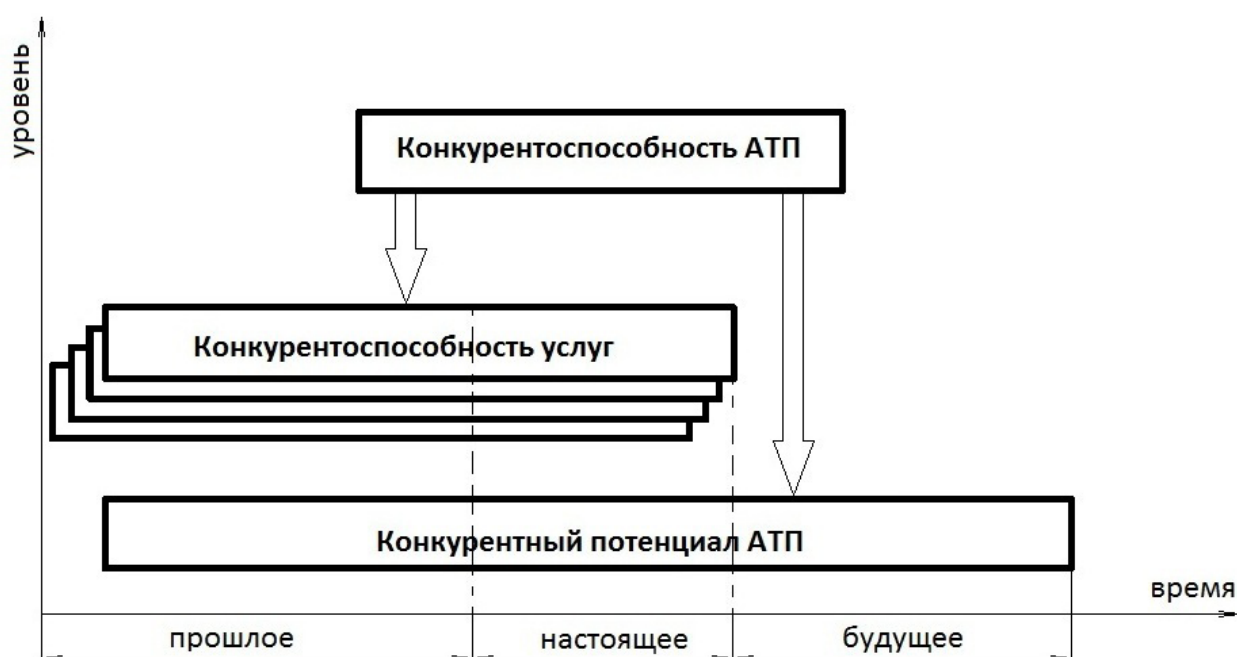 уровень
Конкурентоспособность АТП
Конкурентоспособность услуг
Конкурентный потенциал АТП
время
прошлое
настоящее
будущее